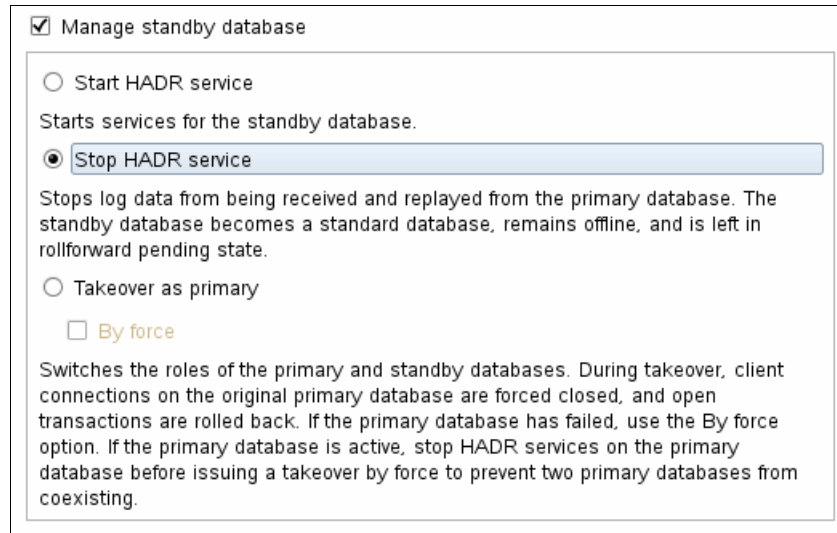 Manage standby database
Start HADR service
Starts services for the standby database.
Stop HADR service
Stops log data from being received and replayed from the primary database. The
standby database becomes a standard database, remains offline, and is left in
rollforward pending state.
Takeover as primary
By force
Switches the roles of the primary and standby databases. During takeover, client
connections on the original primary database are forced closed, and open
transactions are rolled back. If the primary database has failed, use the By force
option. If the primary database is active, stop HADR services on the primary
database before issuing a takeover by force to prevent two primary databases from
coexisting.